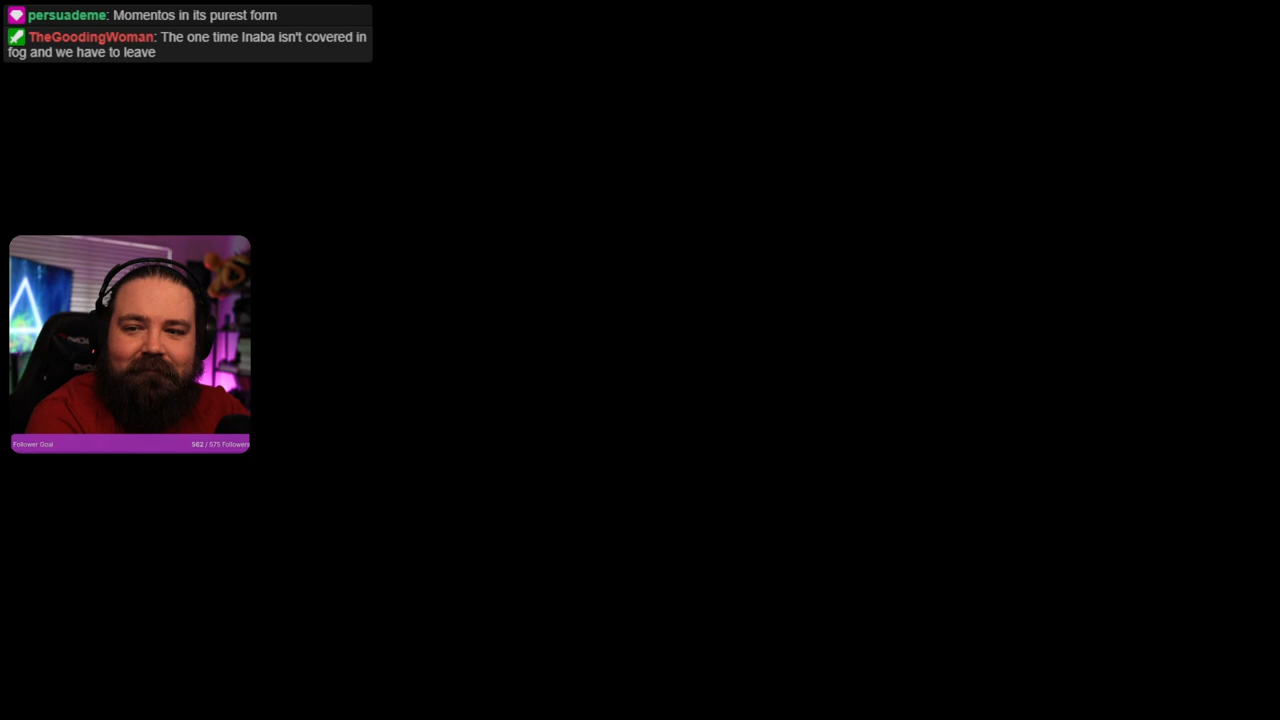 persuademe: Momentos in its purest form
TheGoodingWoman: The one time Inaba isn't covered in
fog and we have to leave
Follower Goal 562 / 575 Followers